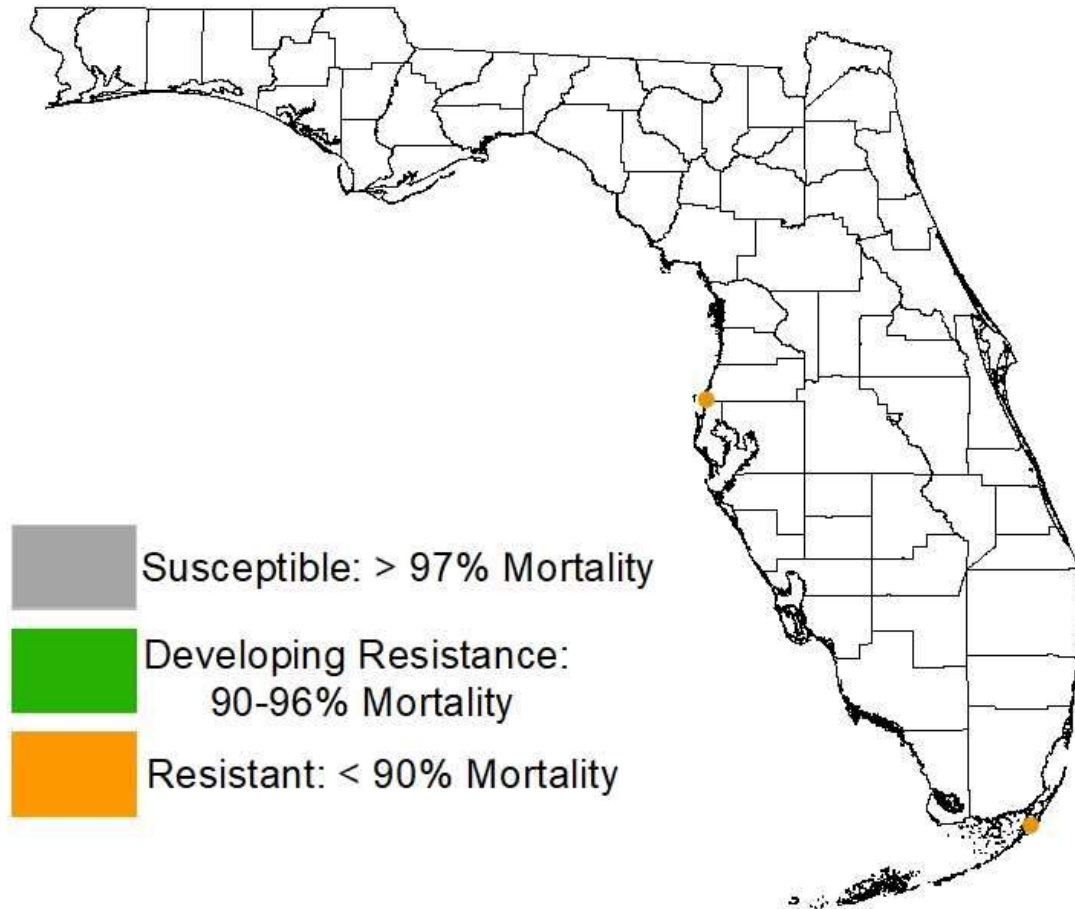 Susceptible: > 97% Mortality
Developing Resistance:
90-96% Mortality
Resistant: < 90% Mortality